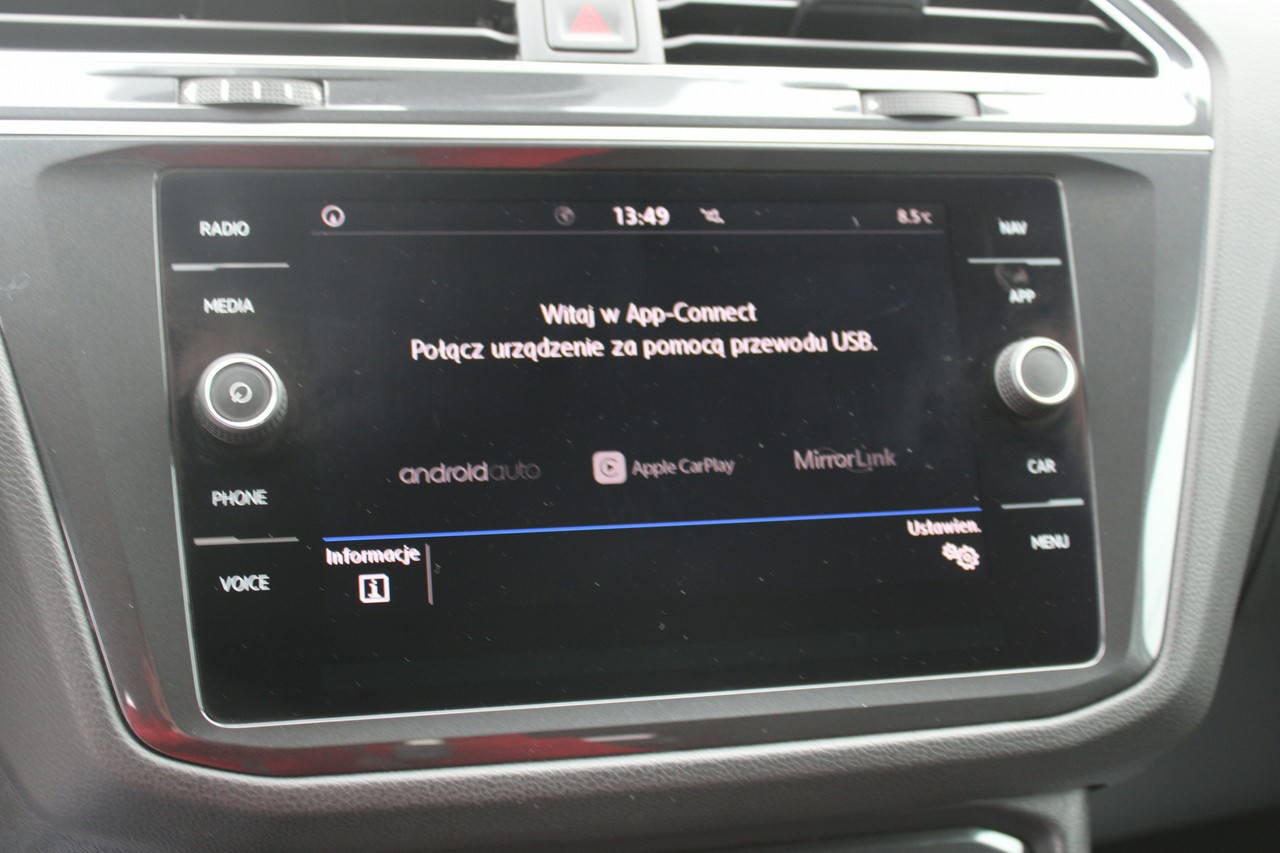 RADIO
MEDIA
PHONE
VOICE
13:49
8.5°C
Witaj w App-Connect
Połącz urządzenie za pomocą przewodu USB.
androidauto
Apple CarPlay
MirrorLink
Informacje
Ustawien.
NAV
APP
CAR
MENU